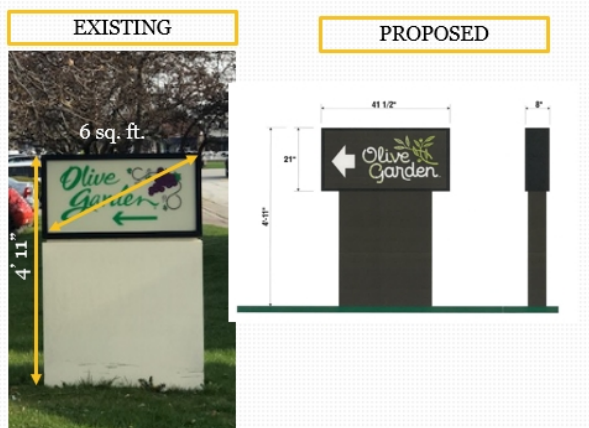 EXISTING
PROPOSED
6 sq. ft.
Olive
Garden
4' 11"
41 1/2"
8"
21"
4'-11"
Olive
Garden